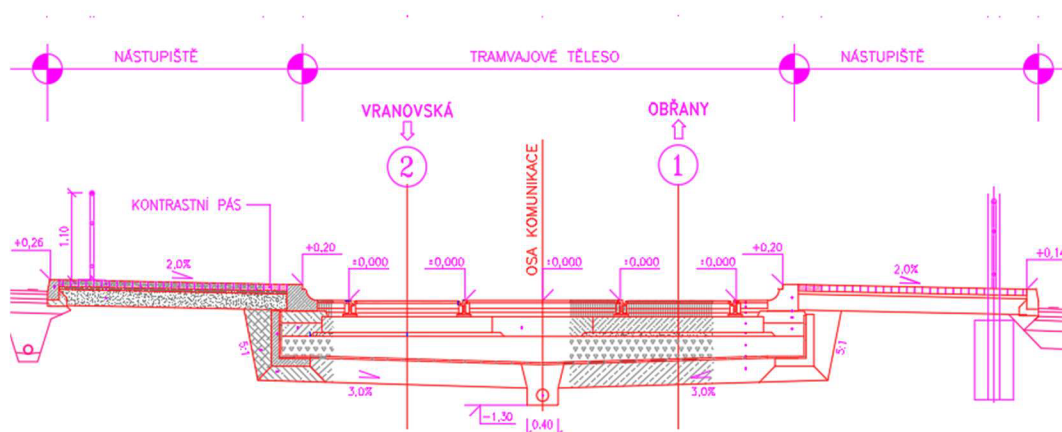 NÁSTUPIŠTĚ
TRAMVAJOVÉ TĚLESO
NÁSTUPIŠTĚ
VRANOVSKÁ
OBŘANY
2
1
OSA KOMUNIKACE
1.10
KONTRASTNÍ PÁS
+0,26
2,0%
+0,20
±0,000
±0,000
±0,000
±0,000
±0,000
+0,20
2,0%
+0,14
5:1
5:1
3,0%
3,0%
-1,30
0.40